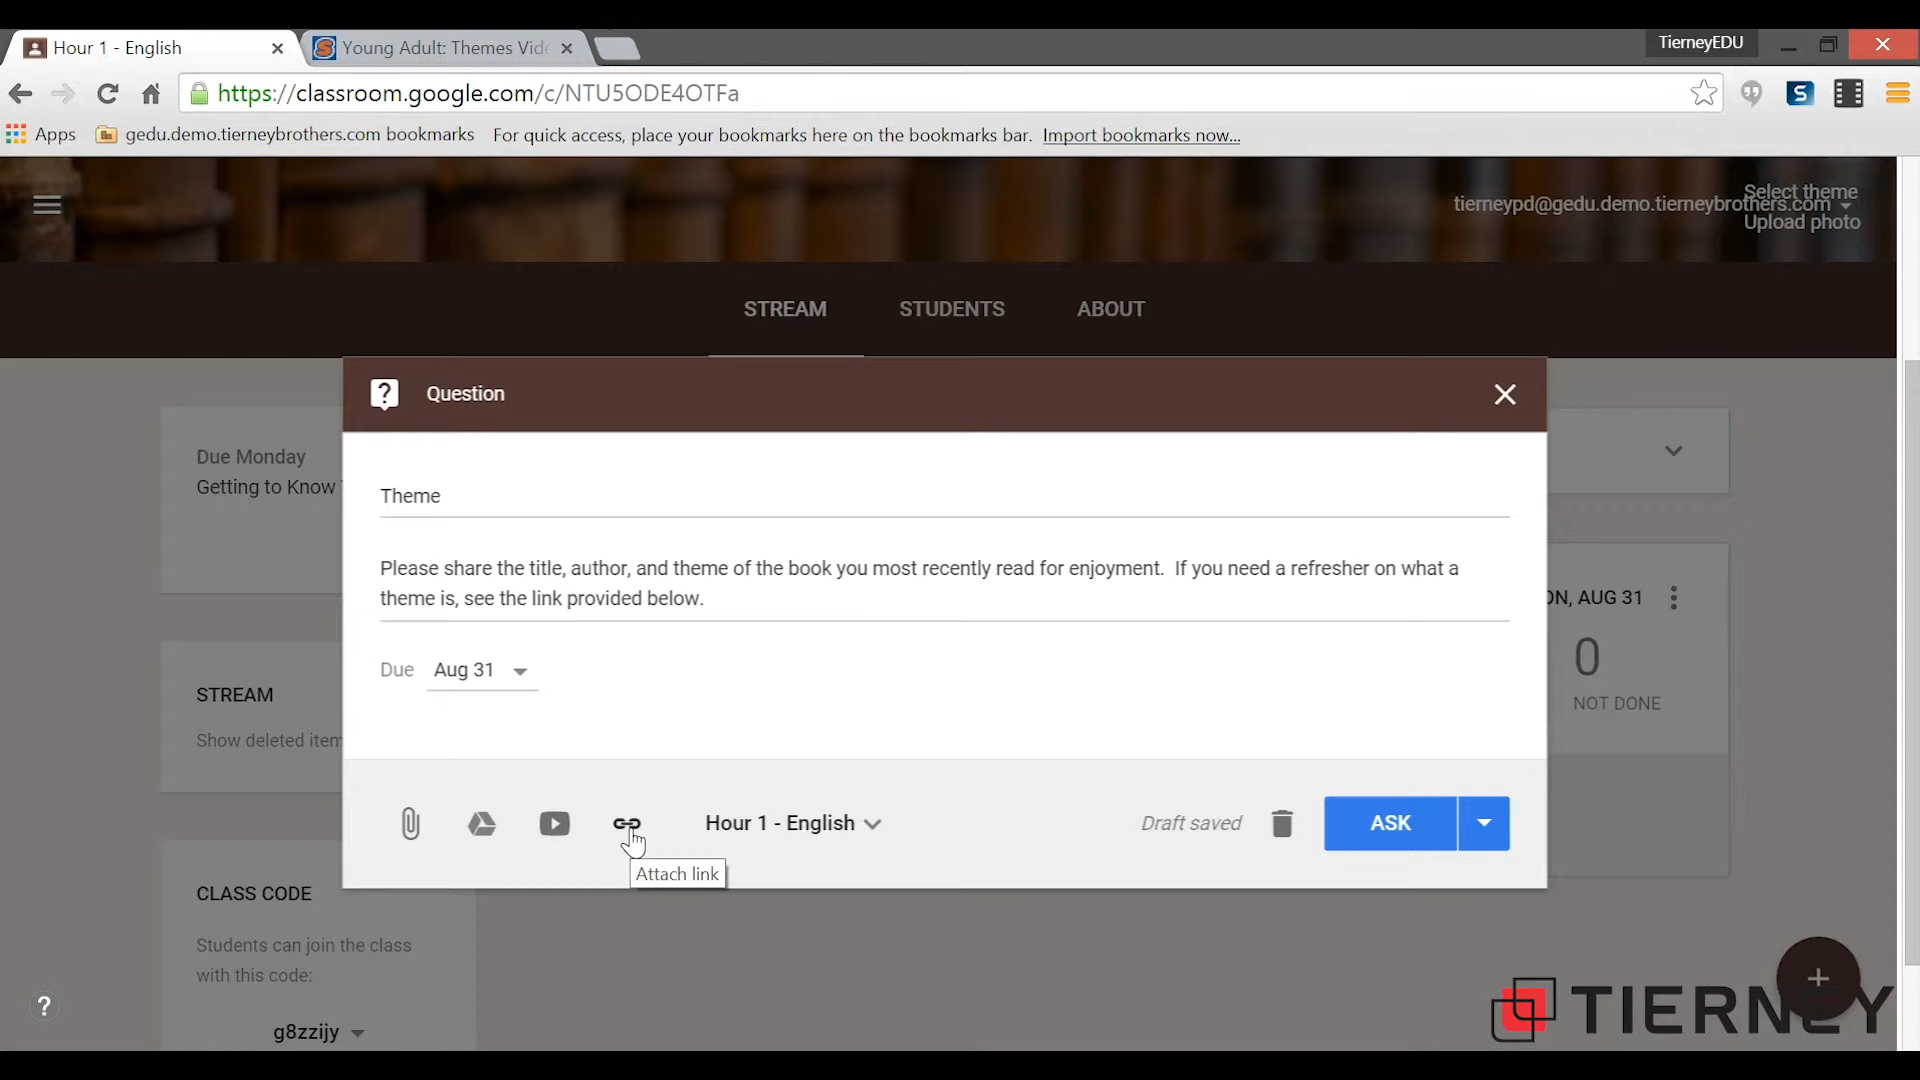 Hour 1 - English
Young Adult: Themes Vide
TierneyEDU
https://classroom.google.com/c/NTU5ODE4OTFa
Apps
gedu.demo.tierneybrothers.com bookmarks
For quick access, place your bookmarks here on the bookmarks bar.
Import bookmarks now...
tierneypd@gedu.demo.tierneybrothers.com
Select theme
Upload photo
STREAM
STUDENTS
ABOUT
Question
Due Monday
Getting to Know
Theme
Please share the title, author, and theme of the book you most recently read for enjoyment. If you need a refresher on what a
theme is, see the link provided below.
ON, AUG 31
0
NOT DONE
Due Aug 31
STREAM
Show deleted item
Hour 1 - English
Draft saved
ASK
Attach link
CLASS CODE
Students can join the class
with this code:
g8zzijy
TIERNEY